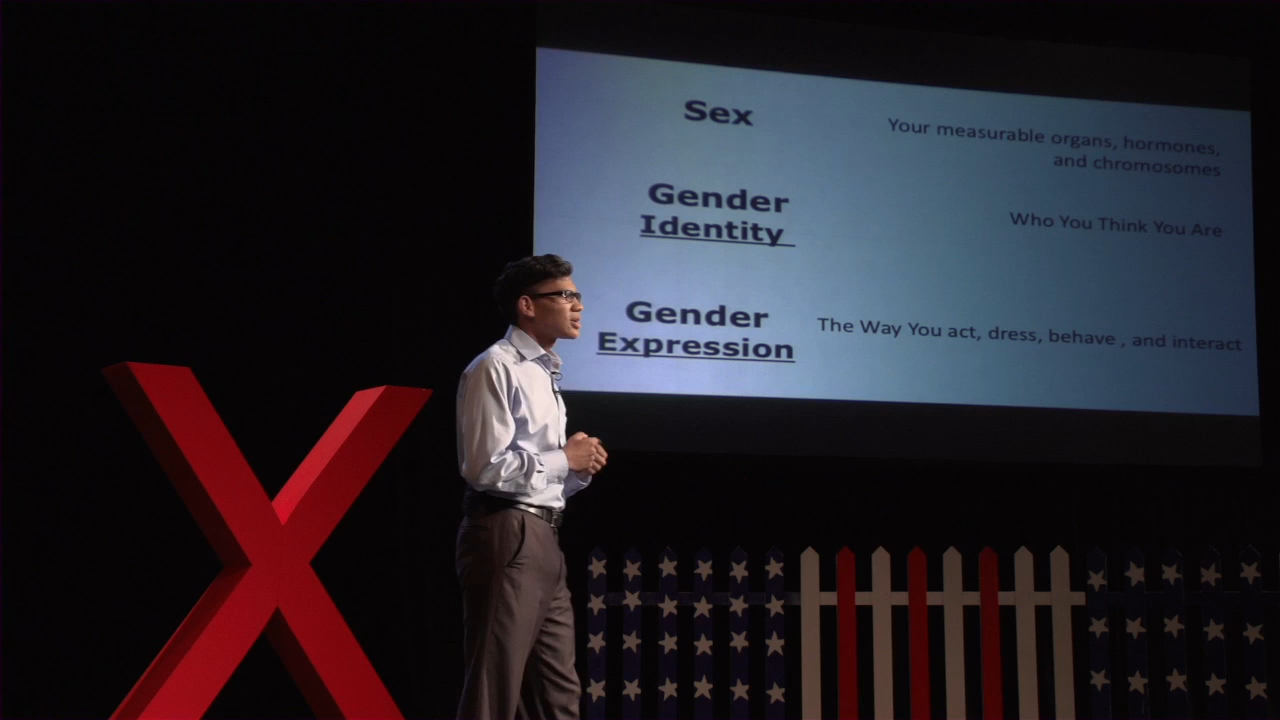 Sex
Your measurable organs, hormones,
and chromosomes
Gender
Identity
Who You Think You Are
Gender
Expression
The Way You act, dress, behave , and interact
X